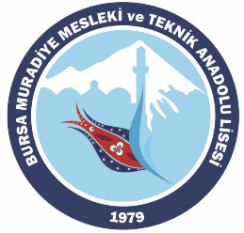 BURSA MURADİYE MESLEKİ ve TEKNİK ANADOLU LİSESİ
1979